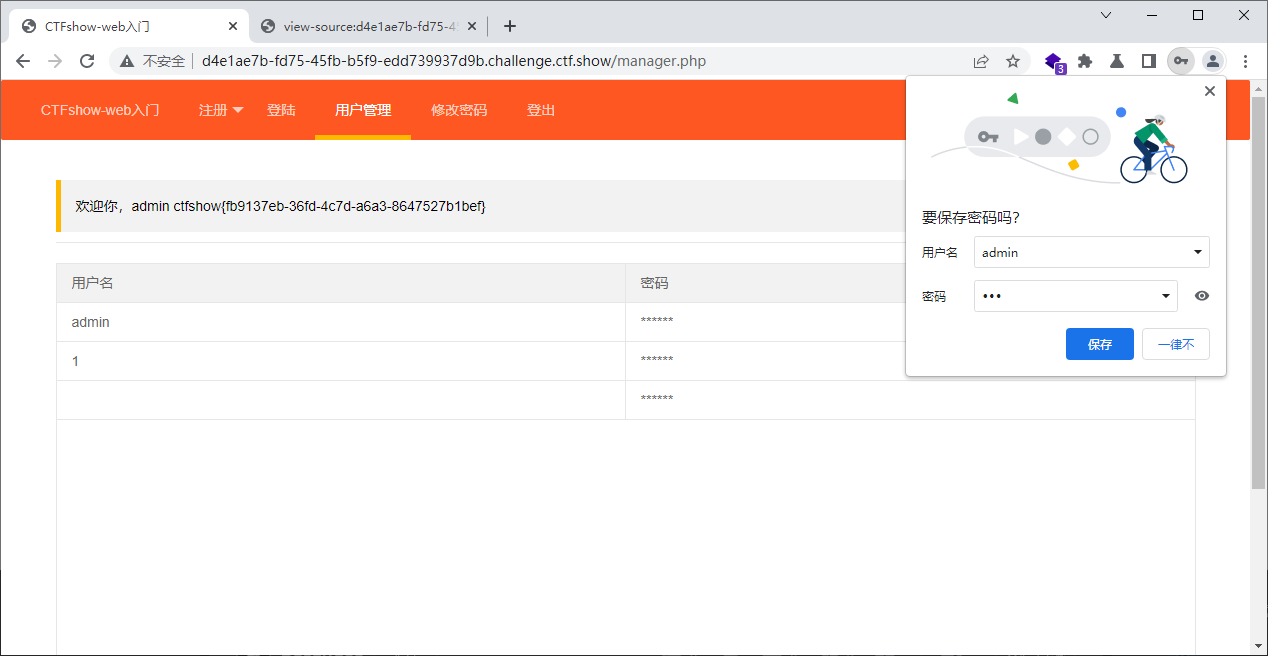 CTFshow-web入门
view-source:d4e1ae7b-fd75-4
不安全 d4e1ae7b-fd75-45fb-b5f9-edd739937d9b.challenge.ctf.show/manager.php
3
CTFshow-web入门 注册 登陆 用户管理 修改密码 登出
欢迎你，admin ctfshow{fb9137eb-36fd-4c7d-a6a3-8647527b1bef}
用户名 密码
admin ******
1 ******
******
要保存密码吗？
用户名 admin
密码 •••
保存 一律不